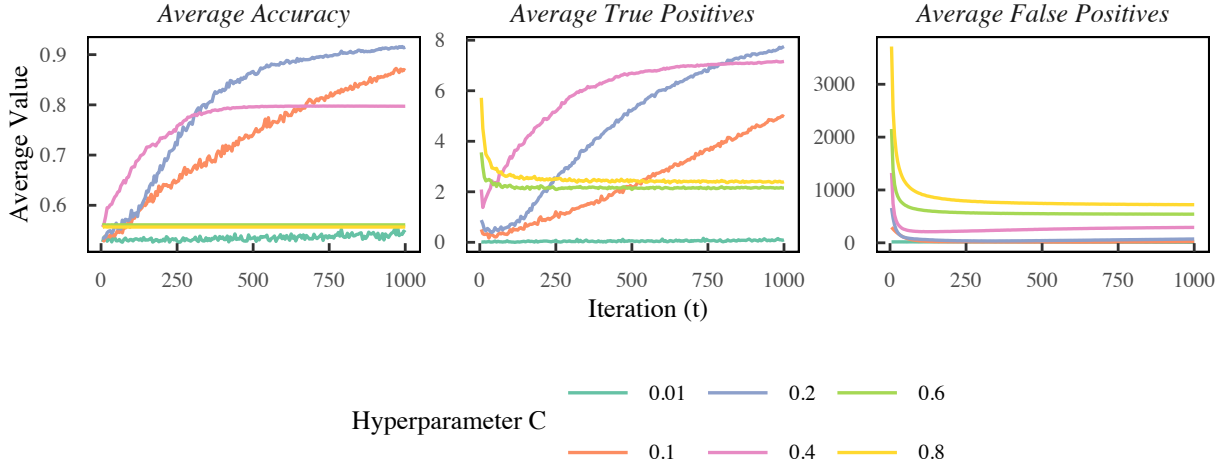 Average Accuracy
Average True Positives
Average False Positives
Average Value
0.9
0.8
0.7
0.6
0 250 500 750 1000
8
6
4
2
0
0 250 500 750 1000
3000
2000
1000
0
0 250 500 750 1000
Iteration (t)
Hyperparameter C
0.01 0.2 0.6
0.1 0.4 0.8